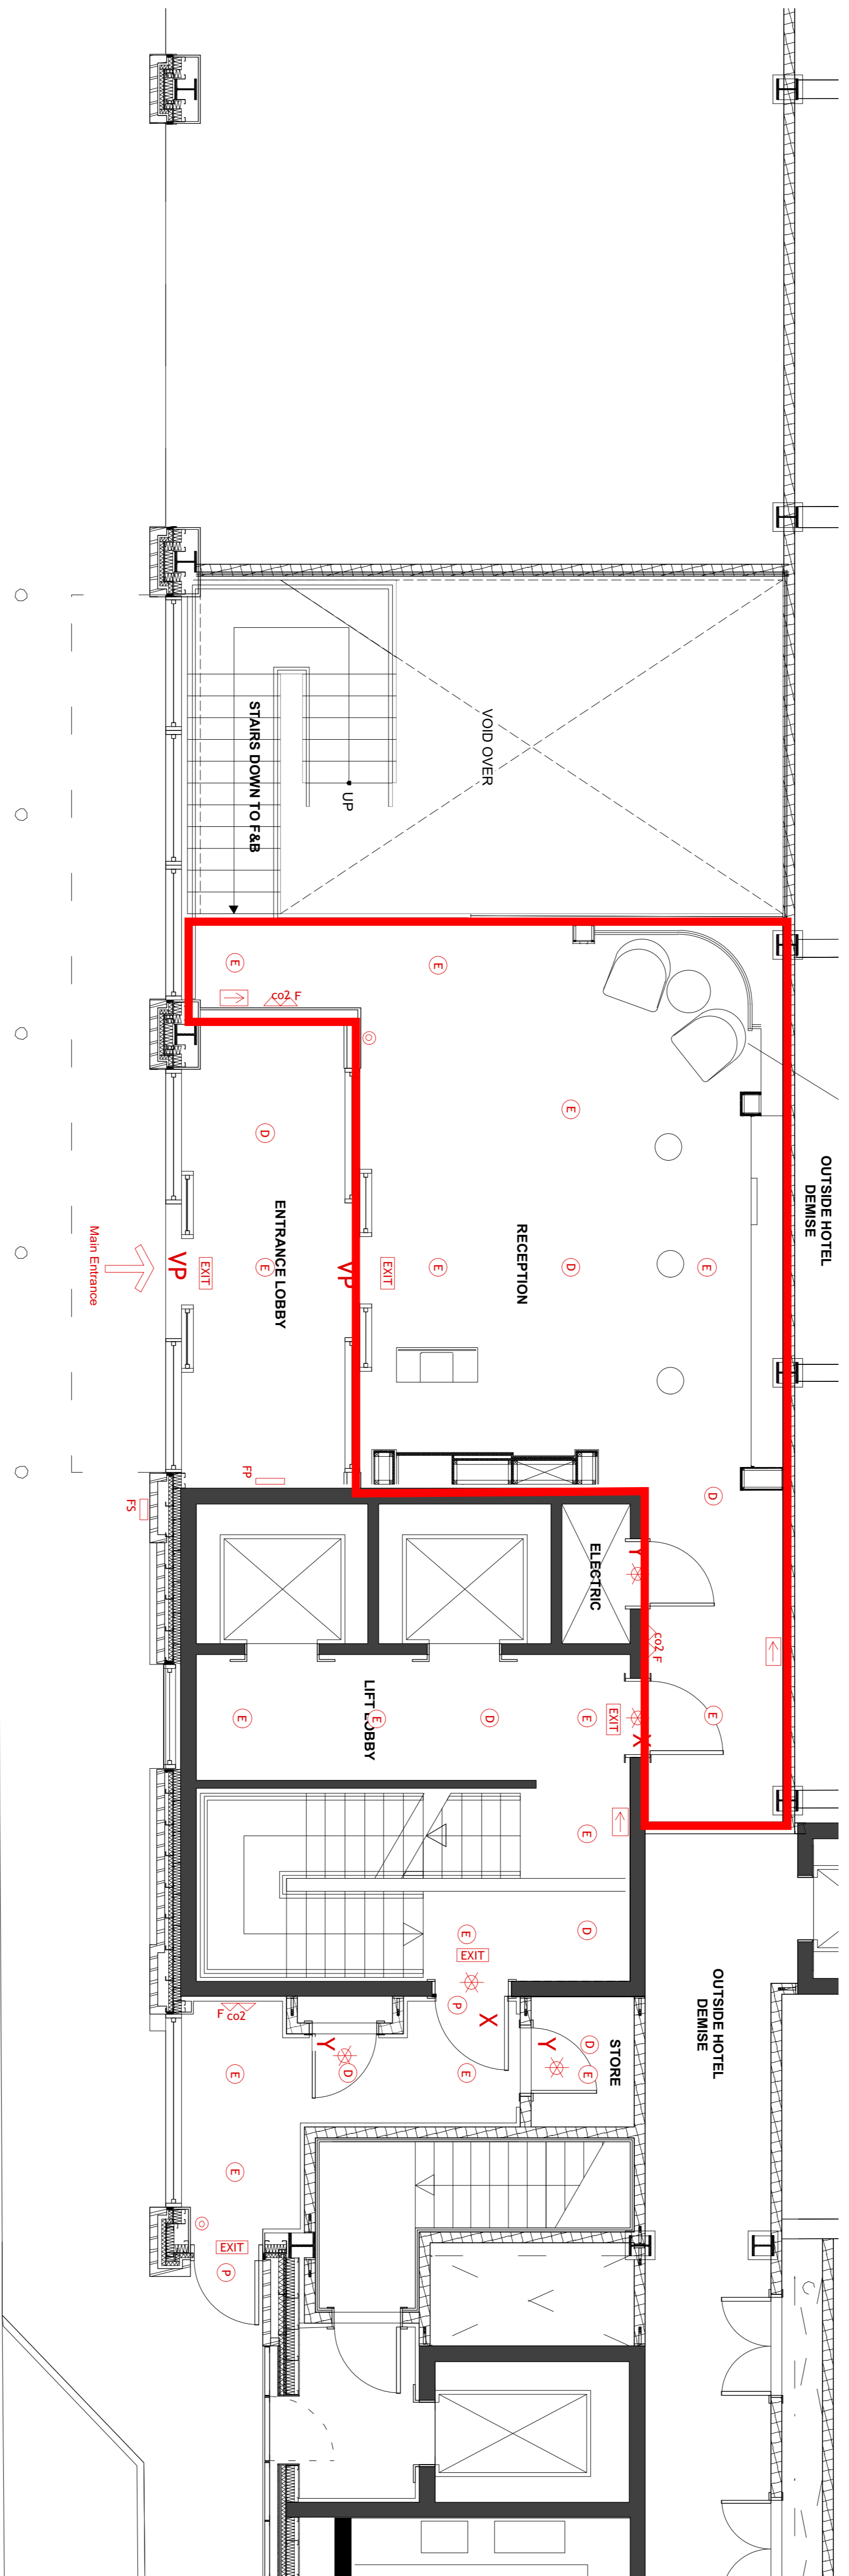 STAIRS DOWN TO F&B
VOID OVER
UP
E
E
co2 F
E
D
OUTSIDE HOTEL
DEMISE
ENTRANCE LOBBY
RECEPTION
Main Entrance
VP
EXIT
E
VP
EXIT
E
D
E
FP
FS
D
ELECTRIC
Y
co2 F
LIFT LOBBY
E
E
D
E
EXIT
X
E
E
D
E
EXIT
P
X
F co2
Y
D
E
E
Y
D
E
STORE
OUTSIDE HOTEL
DEMISE
E
EXIT
P